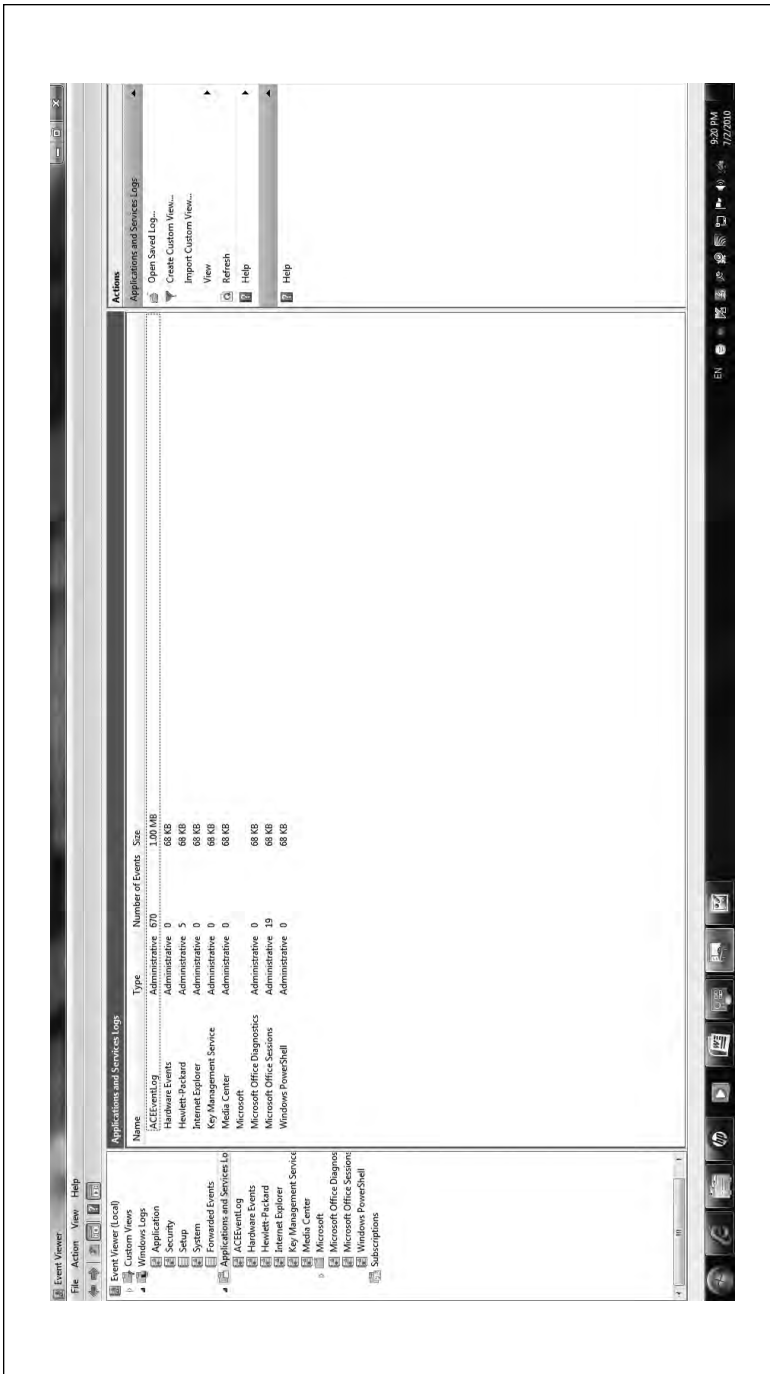 Event Viewer
File Action View Help
Event Viewer (Local)
Custom Views
Windows Logs
Application
Security
Setup
System
Forwarded Events
Applications and Services Lo
ACEEventLog
Hardware Events
Hewlett-Packard
Internet Explorer
Key Management Service
Media Center
Microsoft
Microsoft Office Diagnos
Microsoft Office Sessions
Windows PowerShell
Subscriptions
Applications and Services Logs
Name Type Number of Events Size
ACEEventLog Administrative 670 1.00 MB
Hardware Events Administrative 0 68 KB
Hewlett-Packard Administrative 5 68 KB
Internet Explorer Administrative 0 68 KB
Key Management Service Administrative 0 68 KB
Media Center Administrative 0 68 KB
Microsoft
Microsoft Office Diagnostics Administrative 0 68 KB
Microsoft Office Sessions Administrative 19 68 KB
Windows PowerShell Administrative 0 68 KB
Actions
Applications and Services Logs
Open Saved Log...
Create Custom View...
Import Custom View...
View
Refresh
Help
Help
EN
9:20 PM
7/2/2010